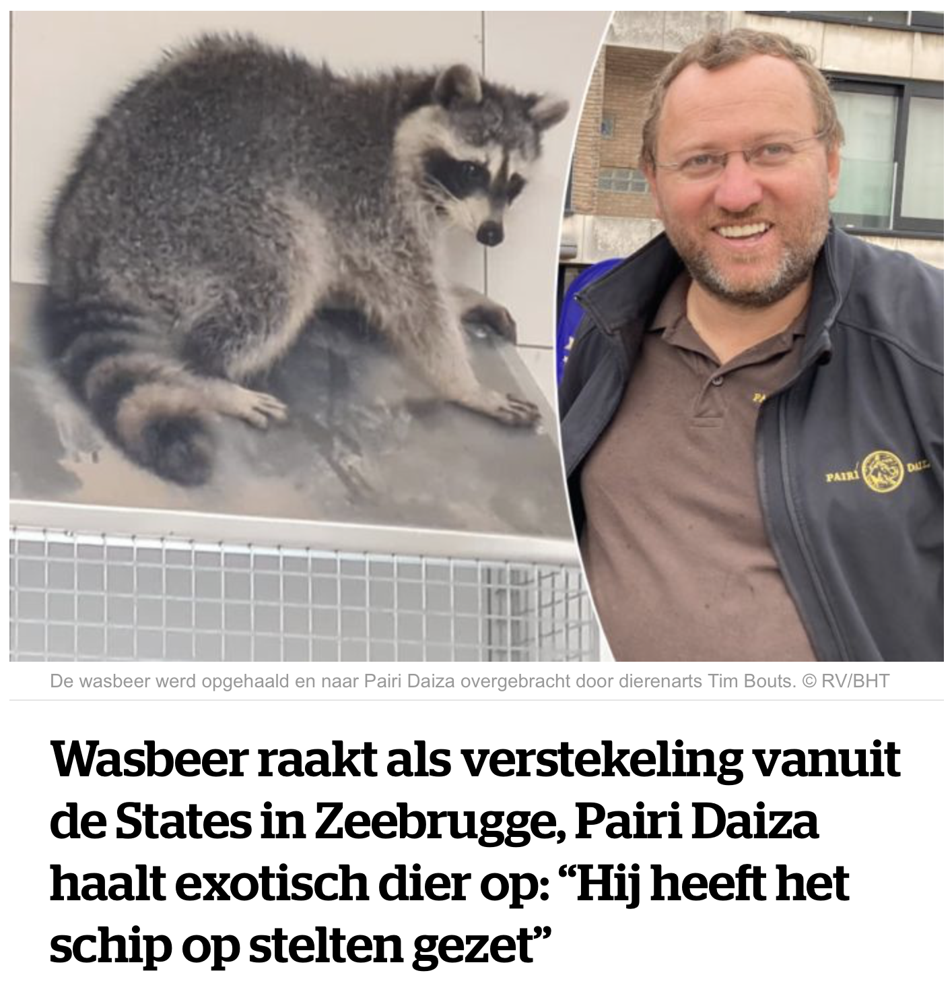 PA
PAIRI DAIZ
De wasbeer werd opgehaald en naar Pairi Daiza overgebracht door dierenarts Tim Bouts. © RV/BHT
Wasbeer raakt als verstekeling vanuit
de States in Zeebrugge, Pairi Daiza
haalt exotisch dier op: “Hij heeft het
schip op stelten gezet”